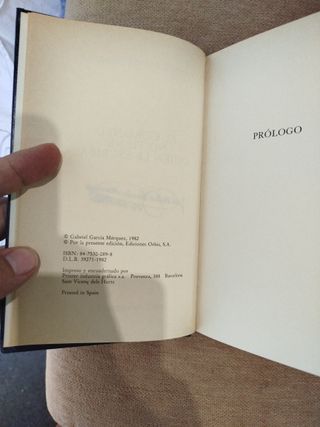 © Gabriel García Márquez, 1982
© Por la presente edición, Ediciones Orbis, S.A.
ISBN: 84-7530-289-8
D.L.B. 39271-1982
Impreso y encuadernado por
Printer industria gráfica s.a. Provenza, 388 Barcelona
Sant Vicenç dels Horts
Printed in Spain
PRÓLOGO